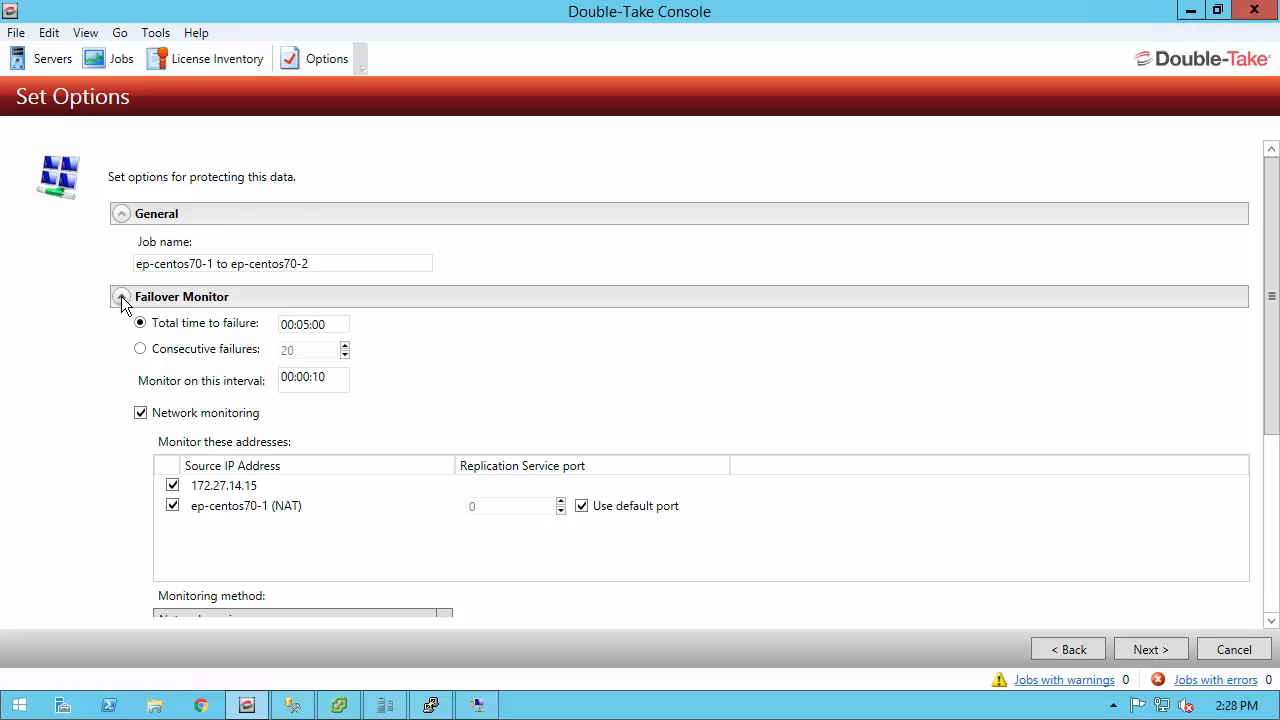 Double-Take Console
File Edit View Go Tools Help
Servers Jobs License Inventory Options
Double-Take
Set Options
Set options for protecting this data.
General
Job name:
ep-centos70-1 to ep-centos70-2
Failover Monitor
Total time to failure: 00:05:00
Consecutive failures: 20
Monitor on this interval: 00:00:10
Network monitoring
Monitor these addresses:
Source IP Address Replication Service port
172.27.14.15
ep-centos70-1 (NAT) 0 Use default port
Monitoring method:
< Back Next > Cancel
Jobs with warnings 0 Jobs with errors 0
2:28 PM